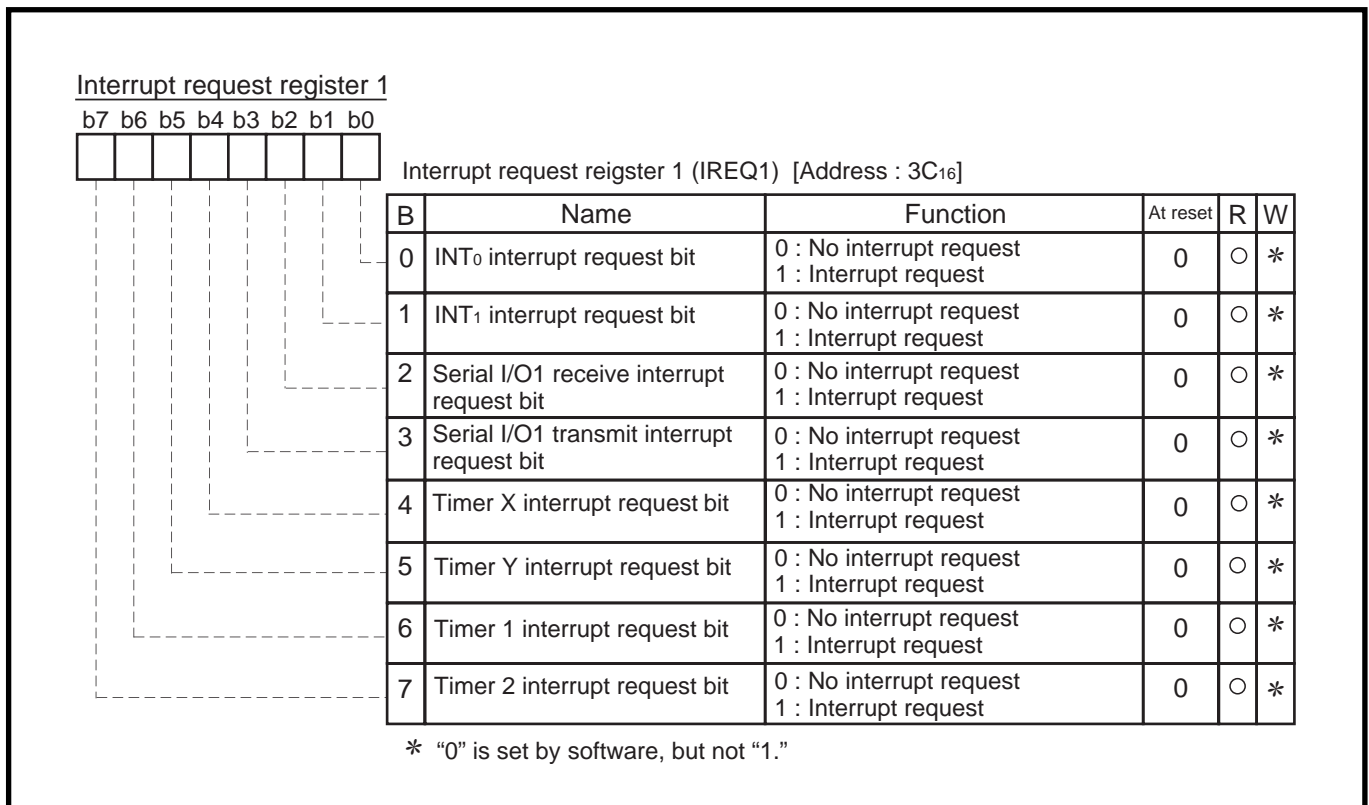 Interrupt request register 1
b7 b6 b5 b4 b3 b2 b1 b0
Interrupt request reigster 1 (IREQ1) [Address : 3C16]
B Name Function At reset R W
0 INT0 interrupt request bit 0 : No interrupt request 0 ○ *
1 : Interrupt request
1 INT1 interrupt request bit 0 : No interrupt request 0 ○ *
1 : Interrupt request
2 Serial I/O1 receive interrupt 0 : No interrupt request 0 ○ *
request bit 1 : Interrupt request
3 Serial I/O1 transmit interrupt 0 : No interrupt request 0 ○ *
request bit 1 : Interrupt request
4 Timer X interrupt request bit 0 : No interrupt request 0 ○ *
1 : Interrupt request
5 Timer Y interrupt request bit 0 : No interrupt request 0 ○ *
1 : Interrupt request
6 Timer 1 interrupt request bit 0 : No interrupt request 0 ○ *
1 : Interrupt request
7 Timer 2 interrupt request bit 0 : No interrupt request 0 ○ *
1 : Interrupt request
* “0” is set by software, but not “1.”